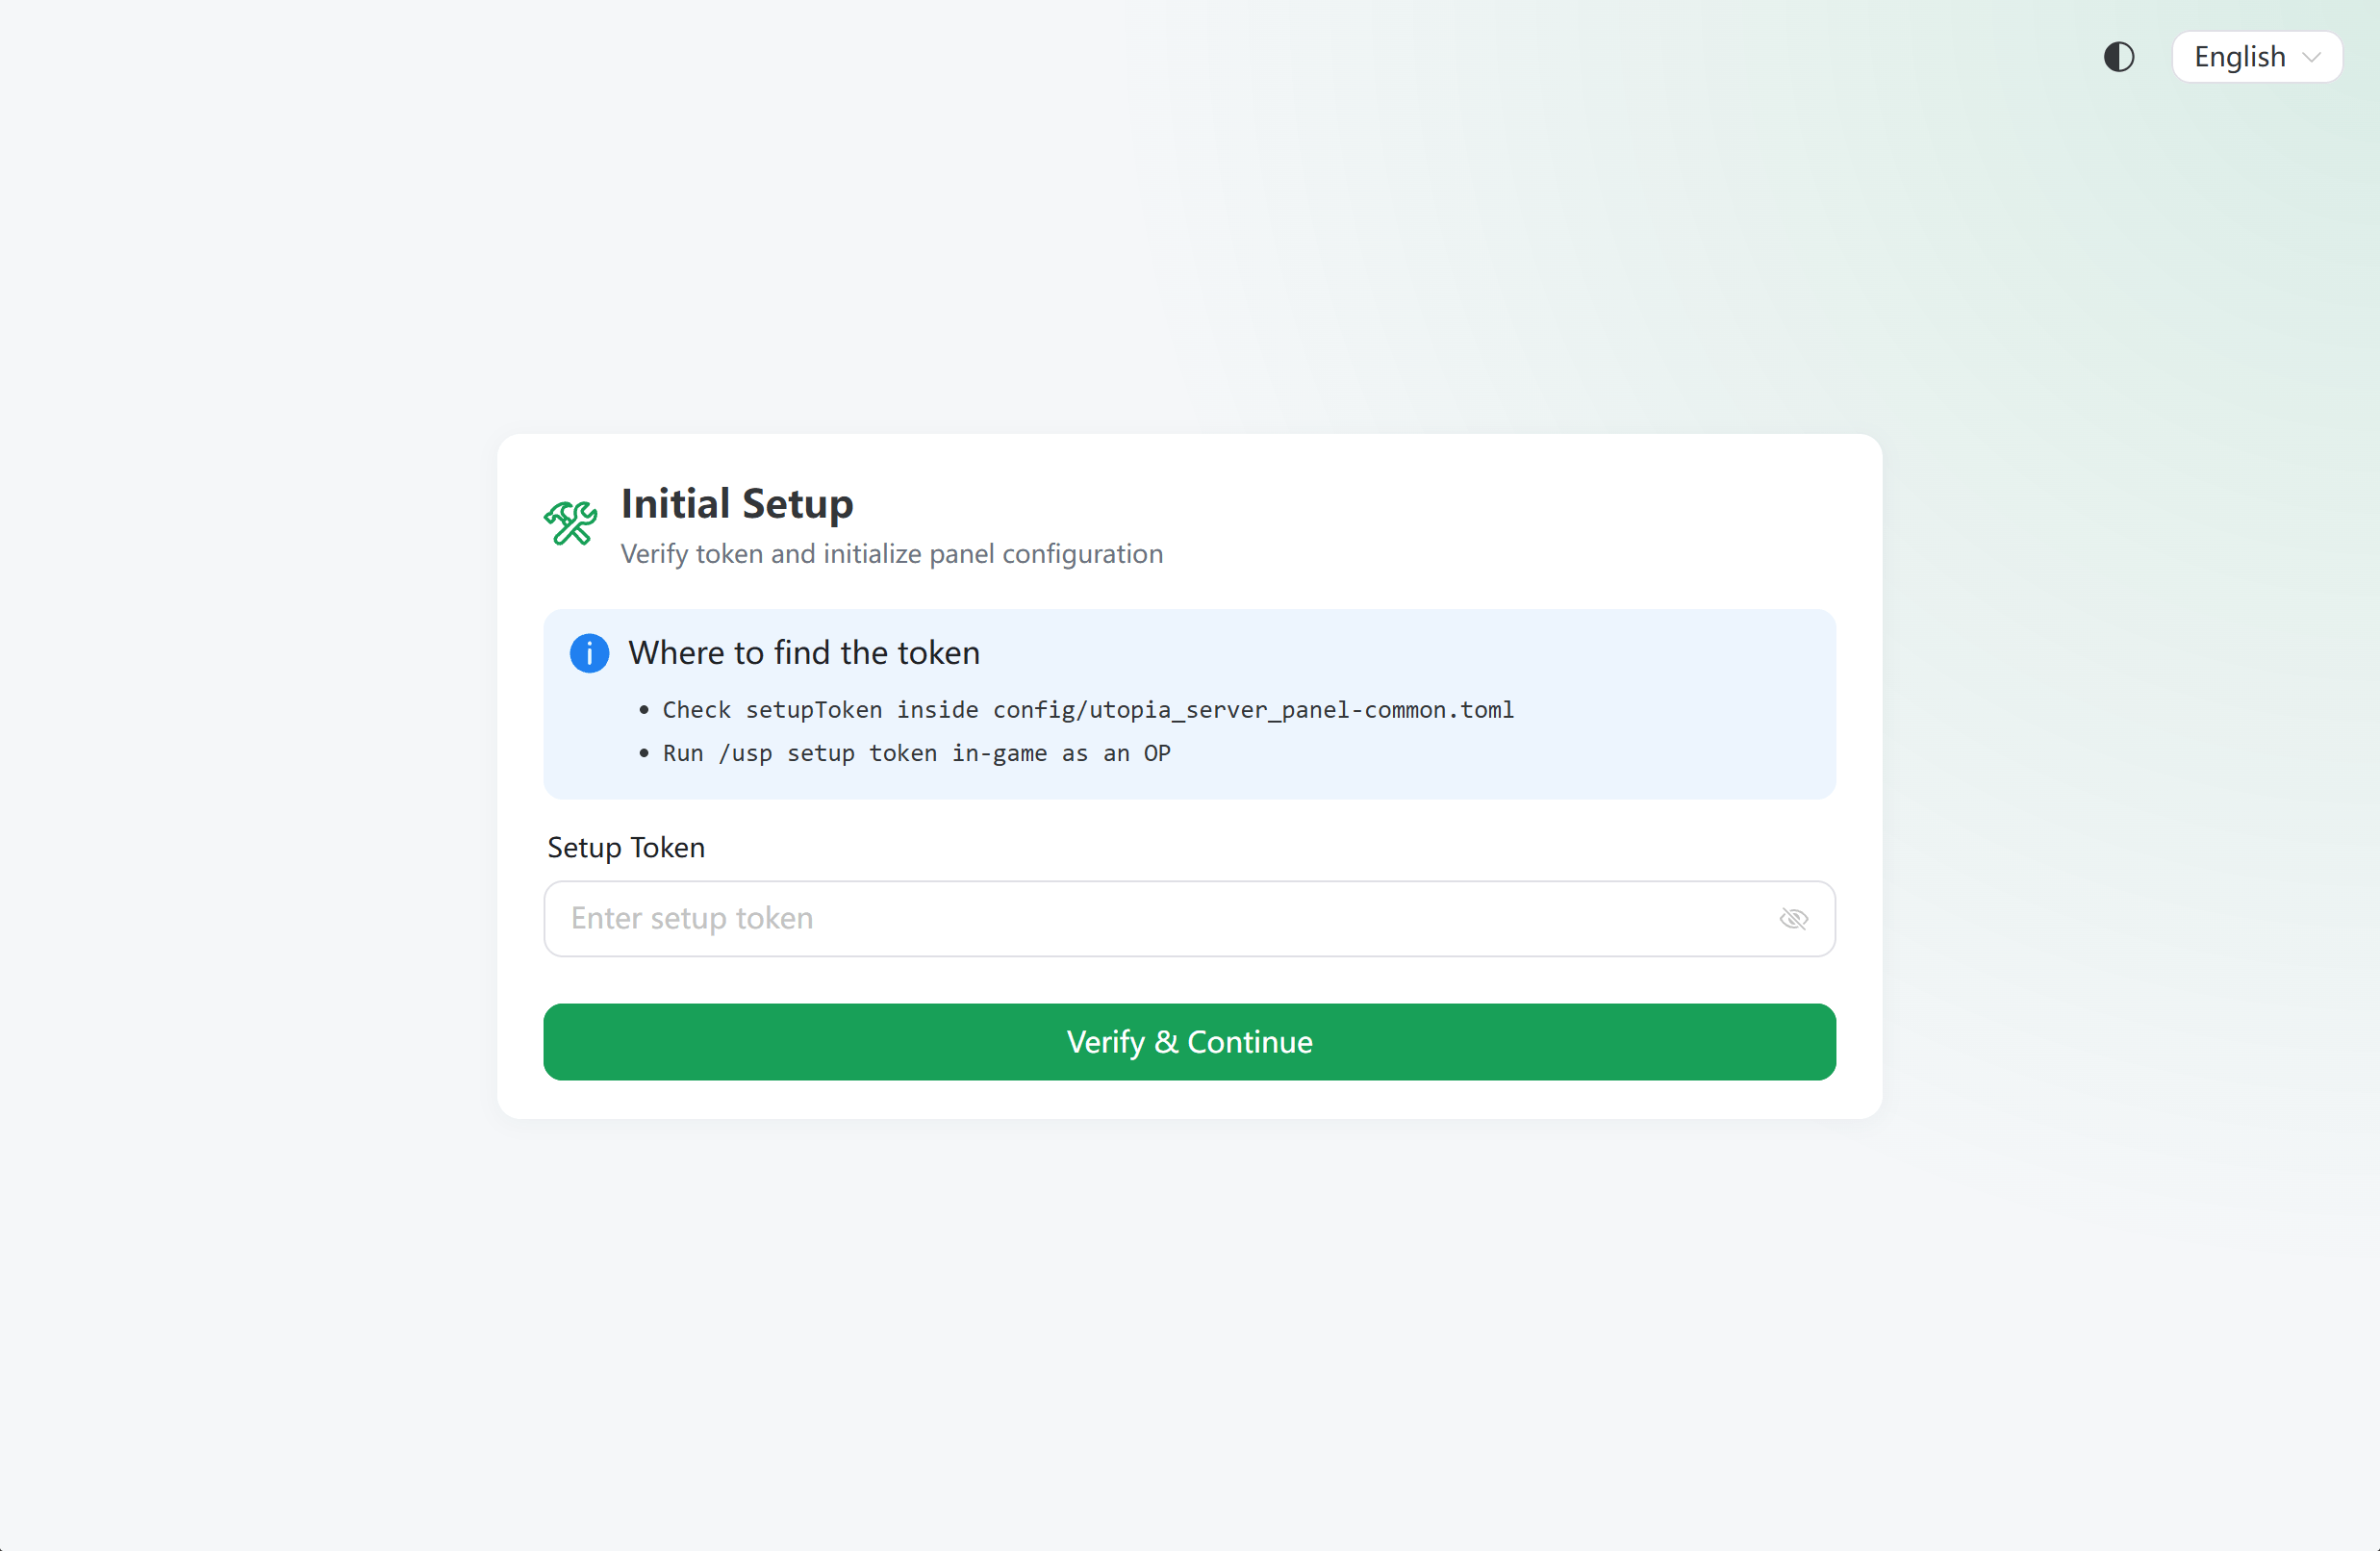 English
Initial Setup
Verify token and initialize panel configuration
Where to find the token
Check setupToken inside config/utopia_server_panel-common.toml
Run /usp setup token in-game as an OP
Setup Token
Enter setup token
Verify & Continue